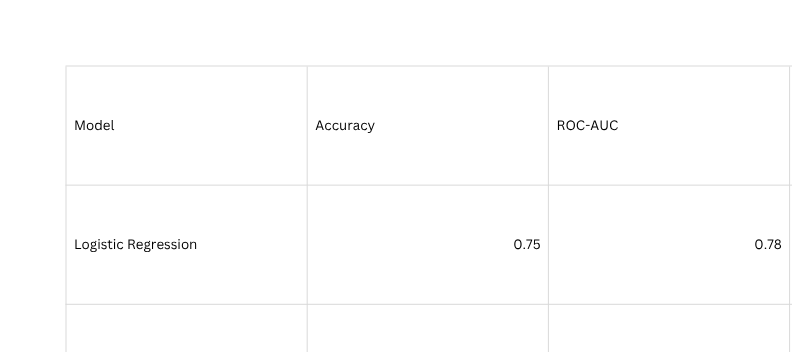 Model Accuracy ROC-AUC
Logistic Regression 0.75 0.78